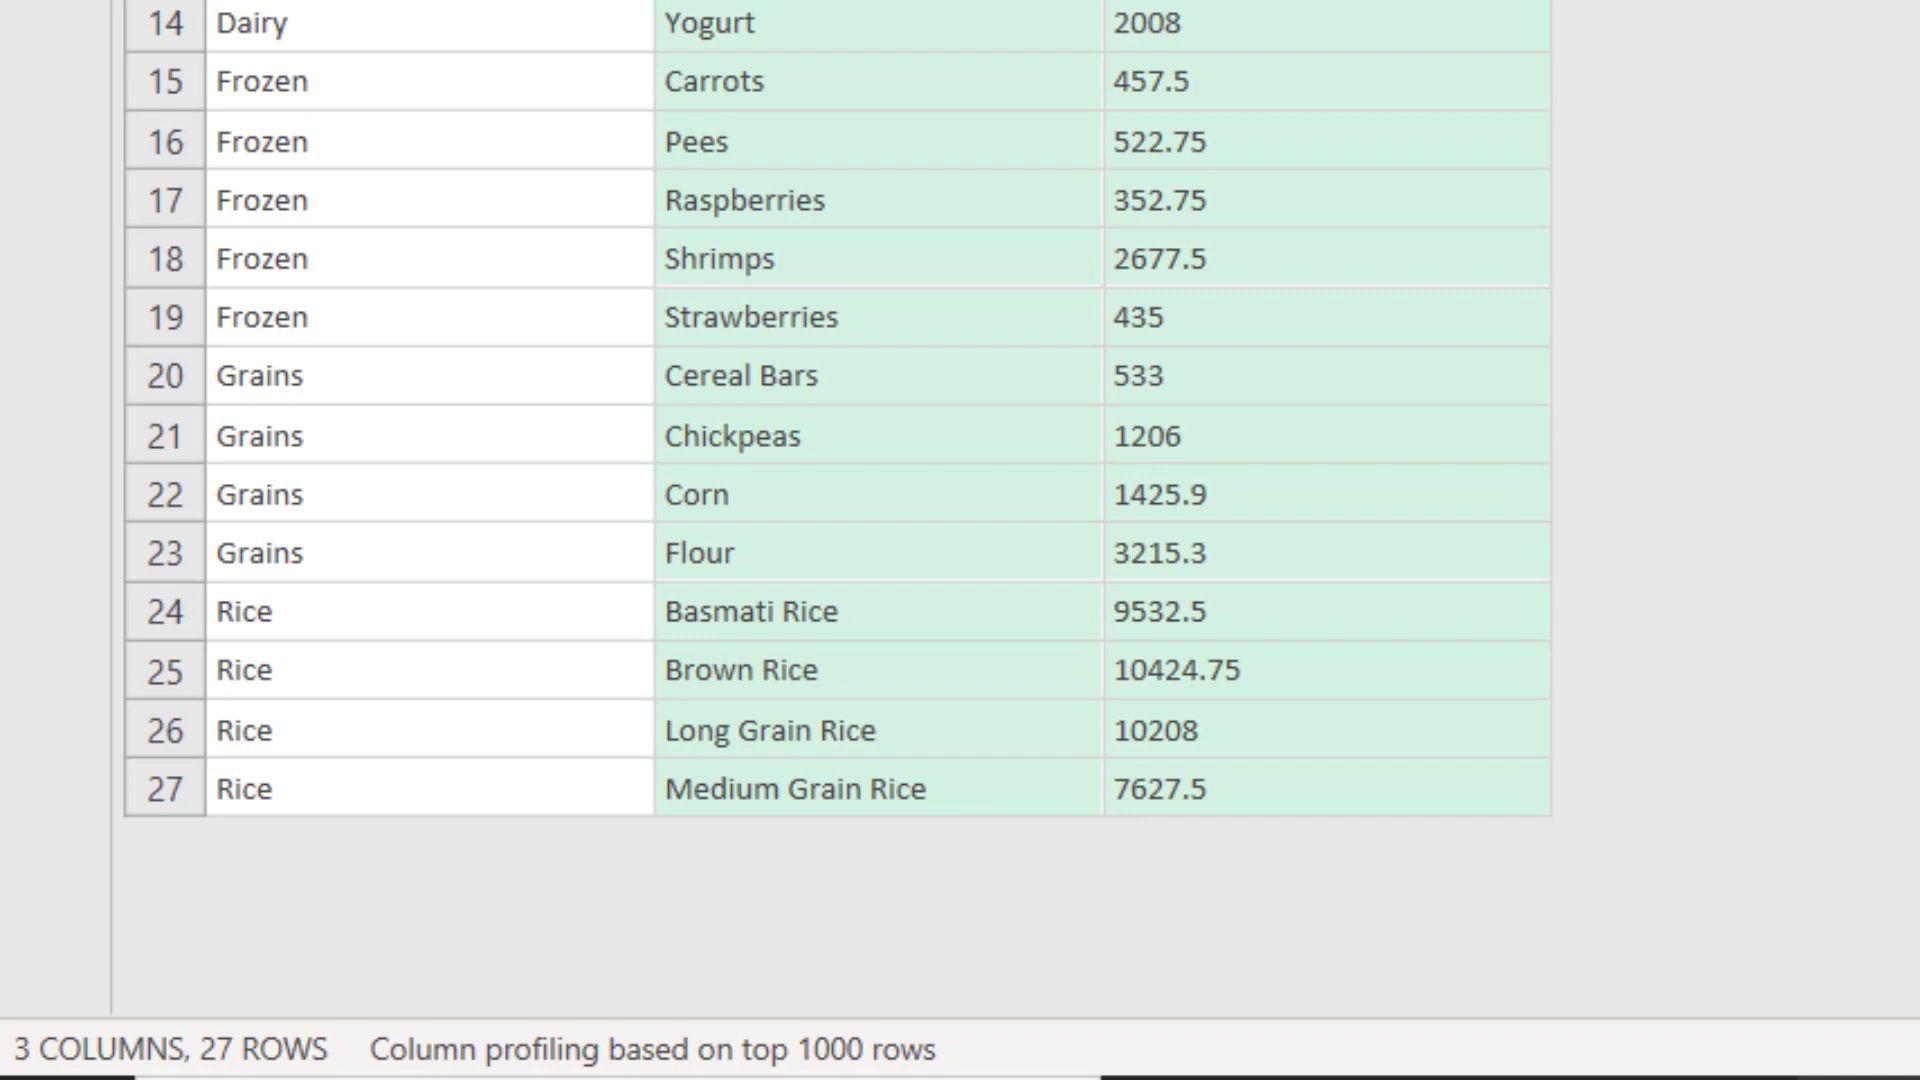 14 Dairy Yogurt 2008
15 Frozen Carrots 457.5
16 Frozen Pees 522.75
17 Frozen Raspberries 352.75
18 Frozen Shrimps 2677.5
19 Frozen Strawberries 435
20 Grains Cereal Bars 533
21 Grains Chickpeas 1206
22 Grains Corn 1425.9
23 Grains Flour 3215.3
24 Rice Basmati Rice 9532.5
25 Rice Brown Rice 10424.75
26 Rice Long Grain Rice 10208
27 Rice Medium Grain Rice 7627.5
3 COLUMNS, 27 ROWS Column profiling based on top 1000 rows